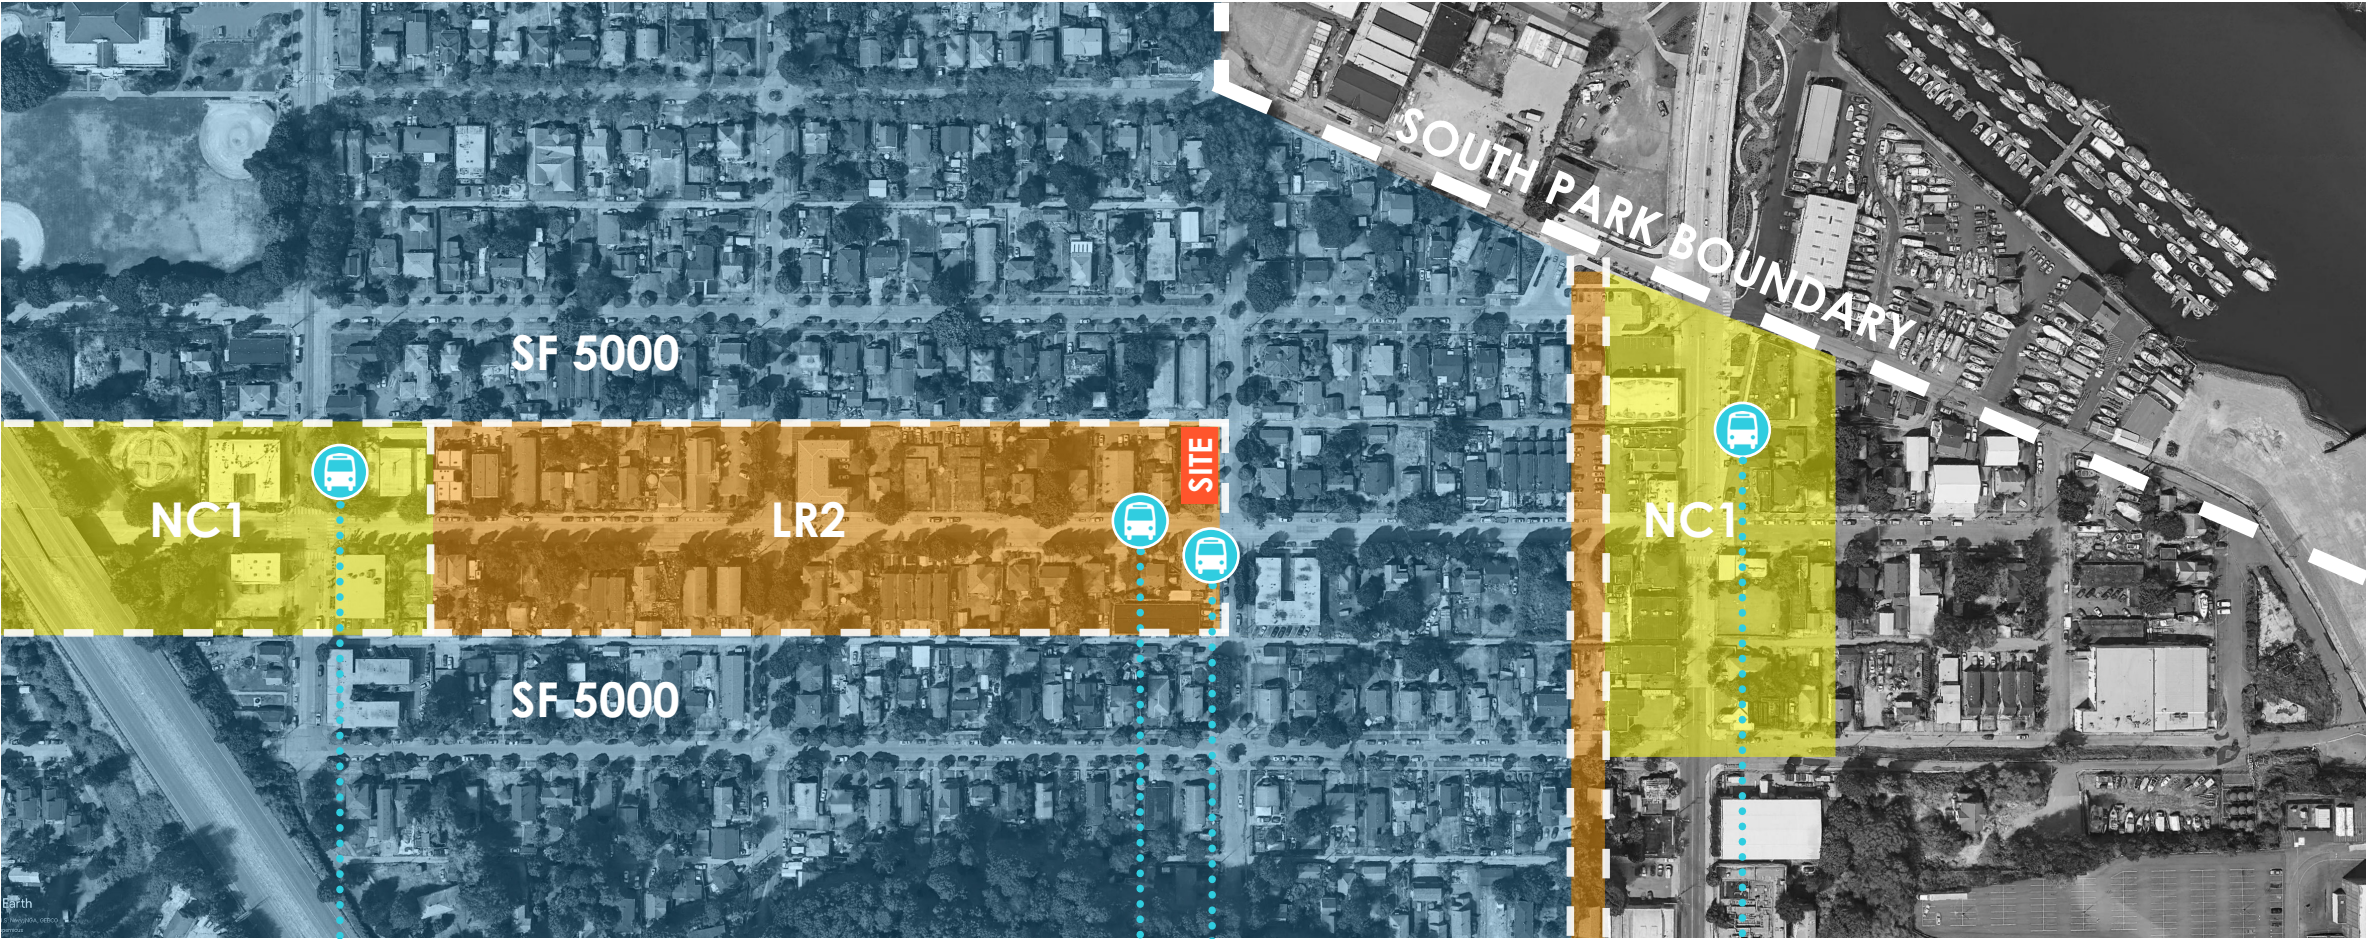 SOUTH PARK BOUNDARY
SF 5000
SITE
NC1
LR2
NC1
SF 5000
Earth